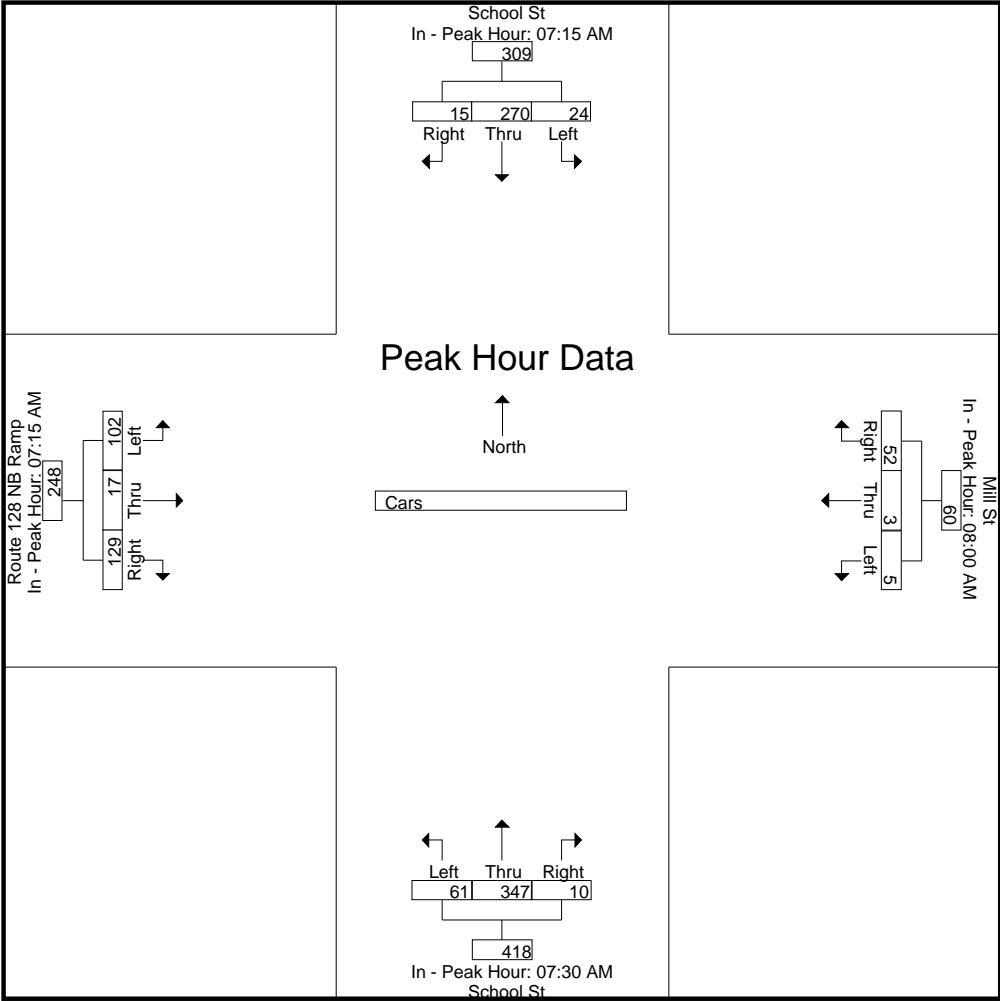 School St
In - Peak Hour: 07:15 AM
309
15 270 24
Right Thru Left
Peak Hour Data
North
Cars
Route 128 NB Ramp
In - Peak Hour: 07:15 AM
248
102 17 129
Left Thru Right
Mill St
In - Peak Hour: 08:00 AM
60
52 3 5
Right Thru Left
Left Thru Right
61 347 10
418
In - Peak Hour: 07:30 AM
School St